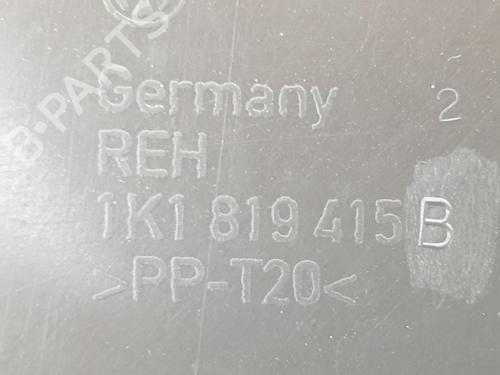 B-PARTS
Germany 2
REH
1K1 819 415 B
>PP-T20<